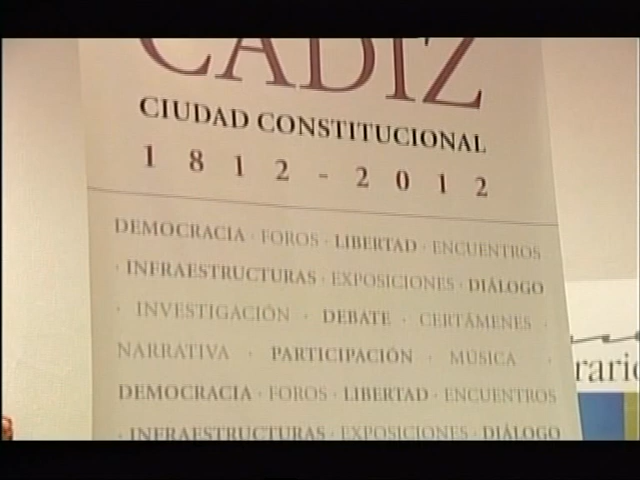 CÁDIZ
CIUDAD CONSTITUCIONAL
1812-2012
DEMOCRACIA · FOROS · LIBERTAD · ENCUENTROS
· INFRAESTRUCTURAS · EXPOSICIONES · DIÁLOGO
· INVESTIGACIÓN · DEBATE · CERTÁMENES ·
NARRATIVA · PARTICIPACIÓN · MÚSICA ·
DEMOCRACIA · FOROS · LIBERTAD · ENCUENTROS
· INFRAESTRUCTURAS · EXPOSICIONES · DIÁLOGO